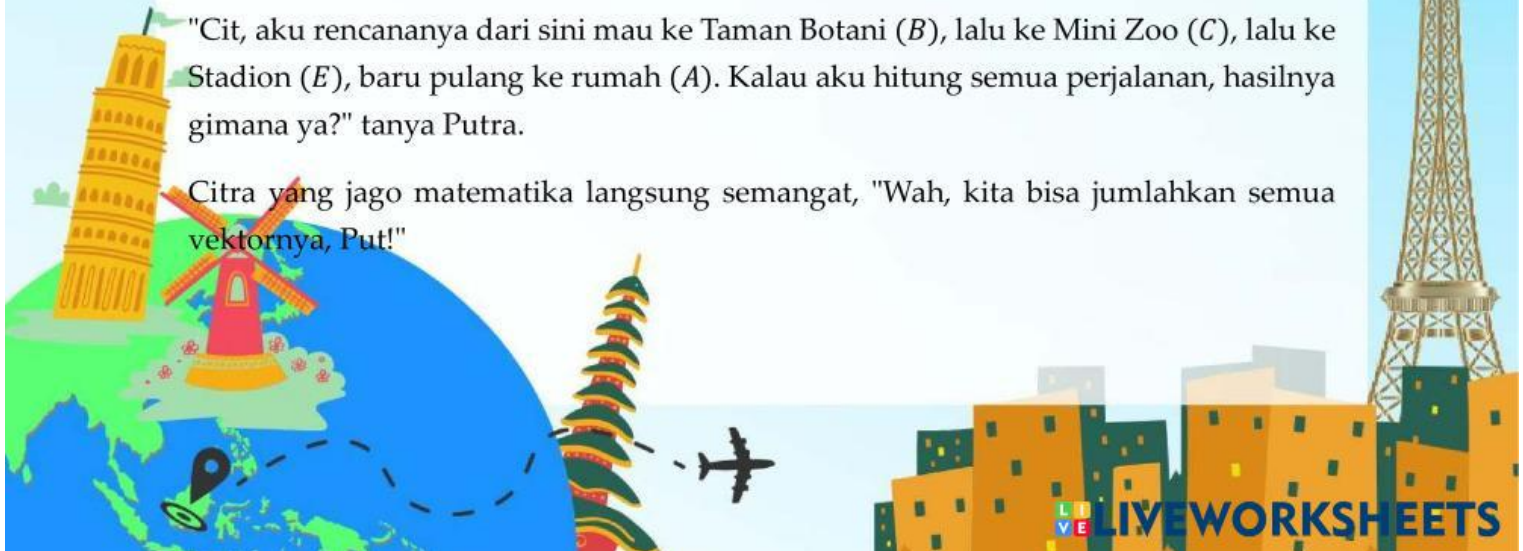 "Cit, aku rencananya dari sini mau ke Taman Botani (B), lalu ke Mini Zoo (C), lalu ke
Stadion (E), baru pulang ke rumah (A). Kalau aku hitung semua perjalanan, hasilnya
gimana ya?" tanya Putra.
Citra yang jago matematika langsung semangat, "Wah, kita bisa jumlahkan semua
vektornya, Put!"
LIVE LIVEWORKSHEETS